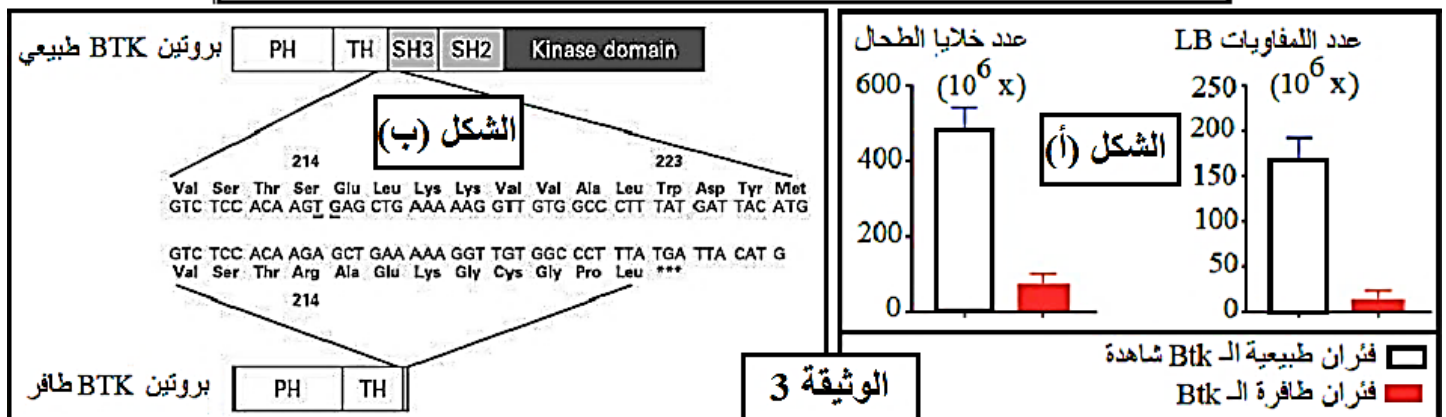 عدد خلايا الطحال
(10^6 x)
600
400
200
0
عدد اللمفاويات LB
(10^6 x)
250
200
150
100
50
0
الشكل (أ)
فئران طبيعية الـ Btk شاهدة
فئران طافرة الـ Btk
بروتين BTK طبيعي
PH TH SH3 SH2 Kinase domain
الشكل (ب)
214 223
Val Ser Thr Ser Glu Leu Lys Lys Val Val Ala Leu Trp Asp Tyr Met
GTC TCC ACA AGT GAG CTG AAA AAG GTT GTG GCC CTT TAT GAT TAC ATG
GTC TCC ACA AGA GCT GAA AAA GGT TGT GGC CCT TTA TGA TTA CAT G
Val Ser Thr Arg Ala Glu Lys Gly Cys Gly Pro Leu ***
214
بروتين BTK طافر
PH TH
الوثيقة 3